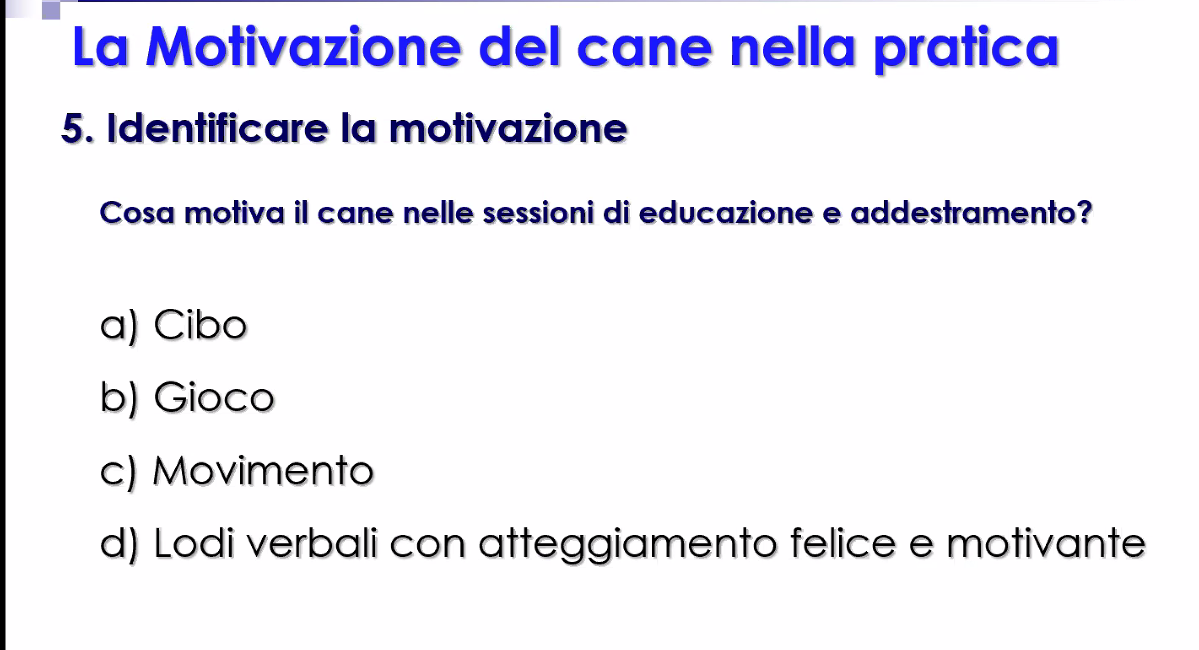 La Motivazione del cane nella pratica
5. Identificare la motivazione
Cosa motiva il cane nelle sessioni di educazione e addestramento?
a) Cibo
b) Gioco
c) Movimento
d) Lodi verbali con atteggiamento felice e motivante